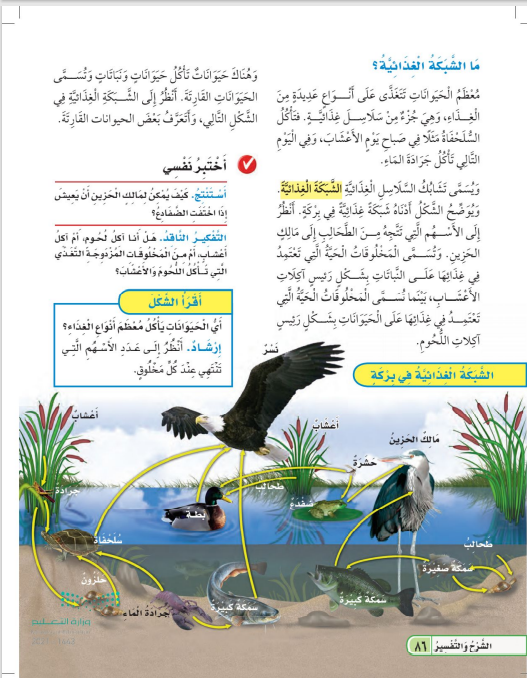 مَا الشَّبَكَةُ الْغِذَائِيَّةُ؟
مُعْظَمُ الْحَيَوَانَاتِ تَتَغَذَّى عَلَى أَنْوَاعٍ عَدِيدَةٍ مِنَ
الْغِذَاءِ، وَهِيَ جُزْءٌ مِنْ سَلَاسِلَ غِذَائِيَّةٍ. فَتَأْكُلُ
السُّلَحْفَاةُ مَثَلًا فِي صَبَاحِ يَوْمٍ الْأَعْشَابَ، وَفِي الْيَوْمِ
التَّالِي تَأْكُلُ جَرَادَةَ الْمَاءِ.
وَيُسَمَّى تَشَابُكُ السَّلَاسِلِ الْغِذَائِيَّةِ الشَّبَكَةَ الْغِذَائِيَّةَ.
وَيُوَضِّحُ الشَّكْلُ أَدْنَاهُ شَبَكَةً غِذَائِيَّةً فِي بِرْكَةٍ. أَنْظُرُ
إِلَى الْأَسْهُمِ الَّتِي تَتَّجِهُ مِنَ الطَّحَالِبِ إِلَى مَالِكِ
الْحَزِينِ. وَتُسَمَّى الْمَخْلُوقَاتُ الْحَيَّةُ الَّتِي تَعْتَمِدُ
فِي غِذَائِهَا عَلَى النَّبَاتَاتِ بِشَكْلٍ رَئِيسٍ آكِلَاتِ
الْأَعْشَابِ، بَيْنَمَا تُسَمَّى الْمَخْلُوقَاتُ الْحَيَّةُ الَّتِي
تَعْتَمِدُ فِي غِذَائِهَا عَلَى الْحَيَوَانَاتِ بِشَكْلٍ رَئِيسٍ
آكِلَاتِ اللُّحُومِ.
وَهُنَاكَ حَيَوَانَاتٌ تَأْكُلُ حَيَوَانَاتٍ وَنَبَاتَاتٍ وَتُسَمَّى
الْحَيَوَانَاتِ الْقَارِتَةَ. أَنْظُرُ إِلَى الشَّبَكَةِ الْغِذَائِيَّةِ فِي
الشَّكْلِ التَّالِي، وَأَتَعَرَّفُ بَعْضَ الحيوانات القَارِتَةَ.
أَخْتَبِرُ نَفْسِي
أَسْتَنْتِجُ. كَيْفَ يُمْكِنُ لِمَالِكِ الْحَزِينِ أَنْ يَعِيشَ
إِذَا اخْتَفَتِ الضَّفَادِعُ؟
التَّفْكِيرُ النَّاقِدُ. هَلْ أَنَا آكِلُ لُحُومٍ، أَمْ آكِلُ
أَعْشَابٍ، أَمْ مِنَ الْمَخْلُوقَاتِ الْمُزْدَوِجَةِ التَّغَذِّي
الَّتِي تَأْكُلُ اللُّحُومَ وَالْأَعْشَابَ؟
أَقْرَأُ الشَّكْلَ
أَيُّ الْحَيَوَانَاتِ يَأْكُلُ مُعْظَمَ أَنْوَاعِ الْغِذَاءِ؟
إِرْشَادٌ. أَنْظُرُ إِلَى عَدَدِ الْأَسْهُمِ الَّتِي
تَنْتَهِي عِنْدَ كُلِّ مَخْلُوقٍ.
الشَّبَكَةُ الْغِذَائِيَّةُ فِي بِرْكَةٍ
نَسْرٌ
أَعْشَابٌ
أَعْشَابٌ
مَالِكُ الْحَزِينُ
حَشَرَةٌ
طَحَالِبُ
ضِفْدَعٌ
جَرَادَةٌ
بَطَّةٌ
سُلَحْفَاةٌ
طَحَالِبُ
سَمَكَةٌ صَغِيرَةٌ
حَلَزُونٌ
جَرَادَةُ الْمَاءِ
سَمَكَةٌ كَبِيرَةٌ
سَمَكَةٌ كَبِيرَةٌ
وزارة التعليم
الشَّرْحُ وَالتَّفْسِيرُ ٨٦